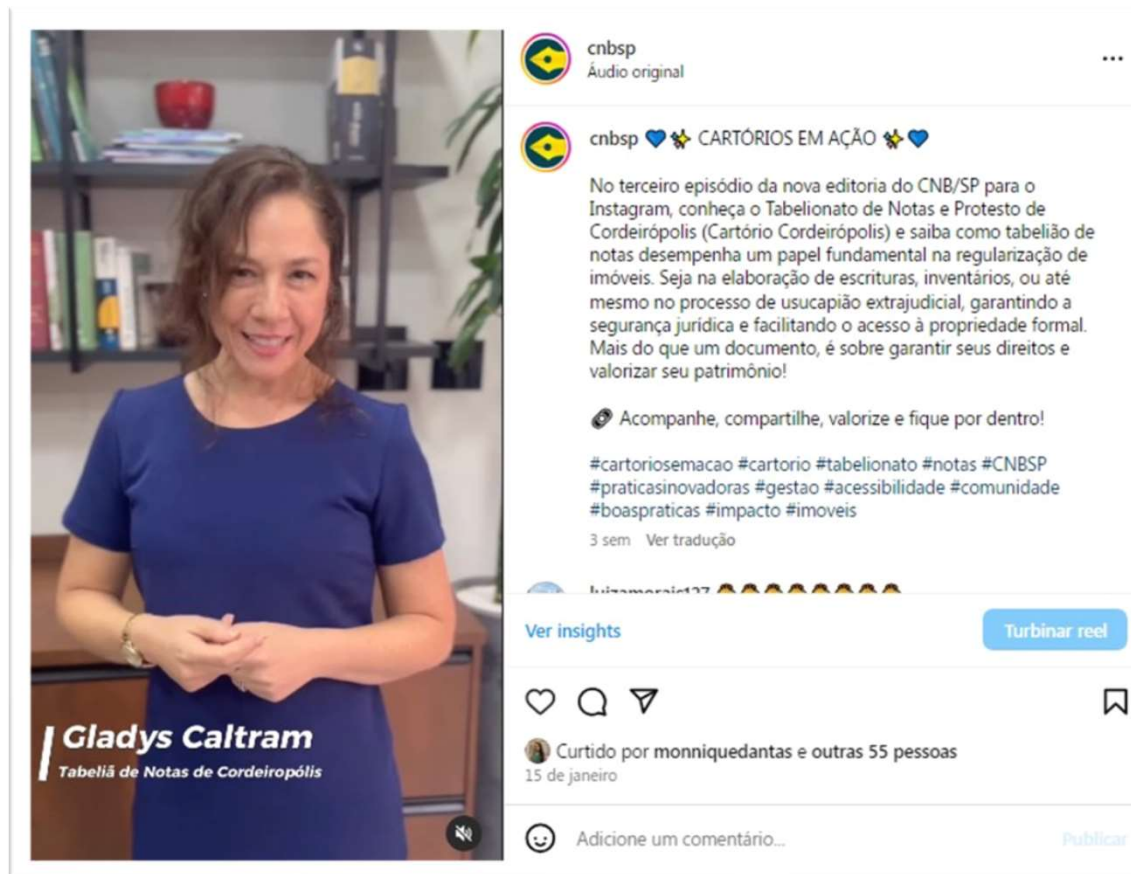 cnbsp
Áudio original
cnbsp 💙✨ CARTÓRIOS EM AÇÃO ✨💙
No terceiro episódio da nova editoria do CNB/SP para o
Instagram, conheça o Tabelionato de Notas e Protesto de
Cordeirópolis (Cartório Cordeirópolis) e saiba como tabelião de
notas desempenha um papel fundamental na regularização de
imóveis. Seja na elaboração de escrituras, inventários, ou até
mesmo no processo de usucapião extrajudicial, garantindo a
segurança jurídica e facilitando o acesso à propriedade formal.
Mais do que um documento, é sobre garantir seus direitos e
valorizar seu patrimônio!
🔗 Acompanhe, compartilhe, valorize e fique por dentro!
#cartoriosemacao #cartorio #tabelionato #notas #CNBSP
#praticasinovadoras #gestao #acessibilidade #comunidade
#boaspraticas #impacto #imoveis
3 sem Ver tradução
Ver insights
Turbinar reel
Curtido por monniquedantas e outras 55 pessoas
15 de janeiro
Adicione um comentário...
Publicar
Gladys Caltram
Tabeliã de Notas de Cordeiropólis